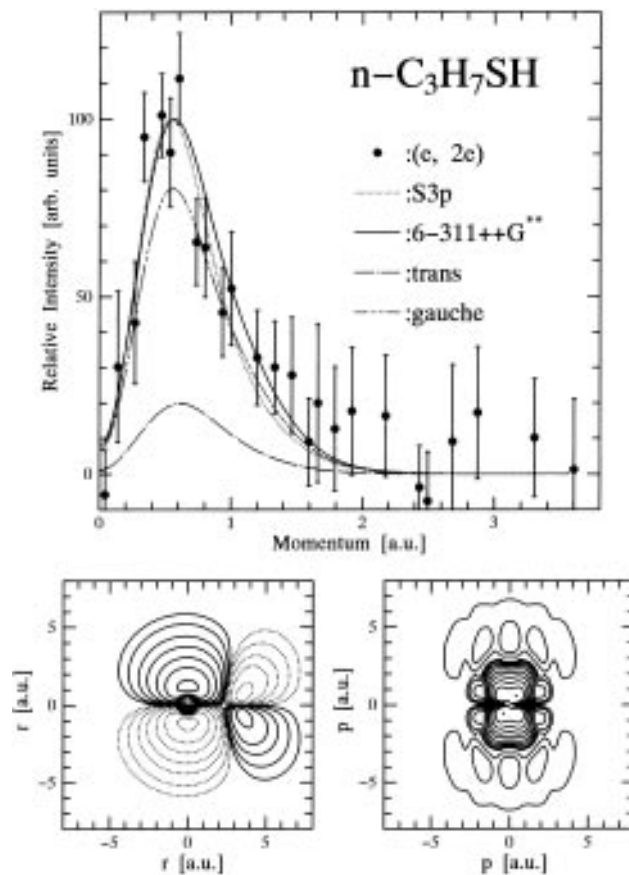 n−C3H7SH
:(e, 2e)
:S3p
:6−311++G**
:trans
:gauche
Relative Intensity [arb. units]
100
50
0
0 1 2 3
Momentum [a.u.]
5
0
−5
r [a.u.]
−5 0 5
r [a.u.]
5
0
−5
p [a.u.]
−5 0 5
p [a.u.]